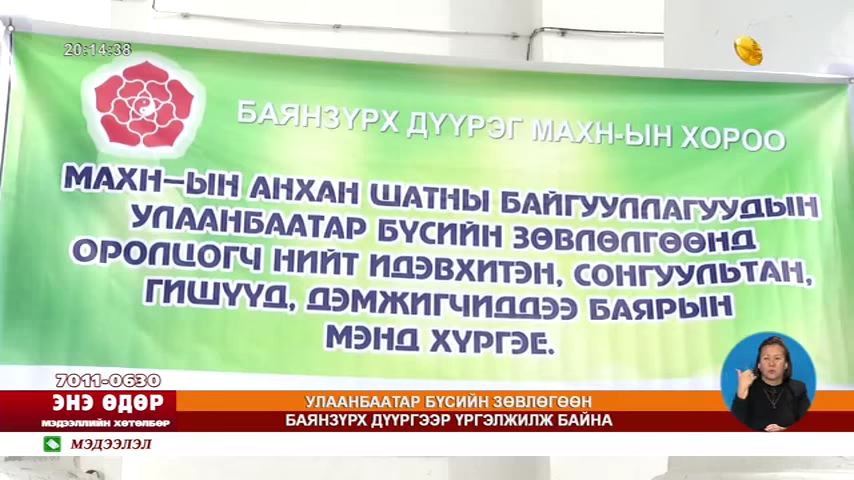 20:14:38
БАЯНЗҮРХ ДҮҮРЭГ МАХН-ЫН ХОРОО
МАХН-ЫН АНХАН ШАТНЫ БАЙГУУЛЛАГУУДЫН
УЛААНБААТАР БҮСИЙН ЗӨВЛӨЛГӨӨНД
ОРОЛЦОГЧ НИЙТ ИДЭВХИТЭН, СОНГУУЛЬТАН,
ГИШҮҮД, ДЭМЖИГЧИДДЭЭ БАЯРЫН
МЭНД ХҮРГЭЕ.
7011-0630
ЭНЭ ӨДӨР
МЭДЭЭЛЛИЙН ХӨТӨЛБӨР
УЛААНБААТАР БҮСИЙН ЗӨВЛӨГӨӨН
БАЯНЗҮРХ ДҮҮРГЭЭР ҮРГЭЛЖИЛЖ БАЙНА
МЭДЭЭЛЭЛ